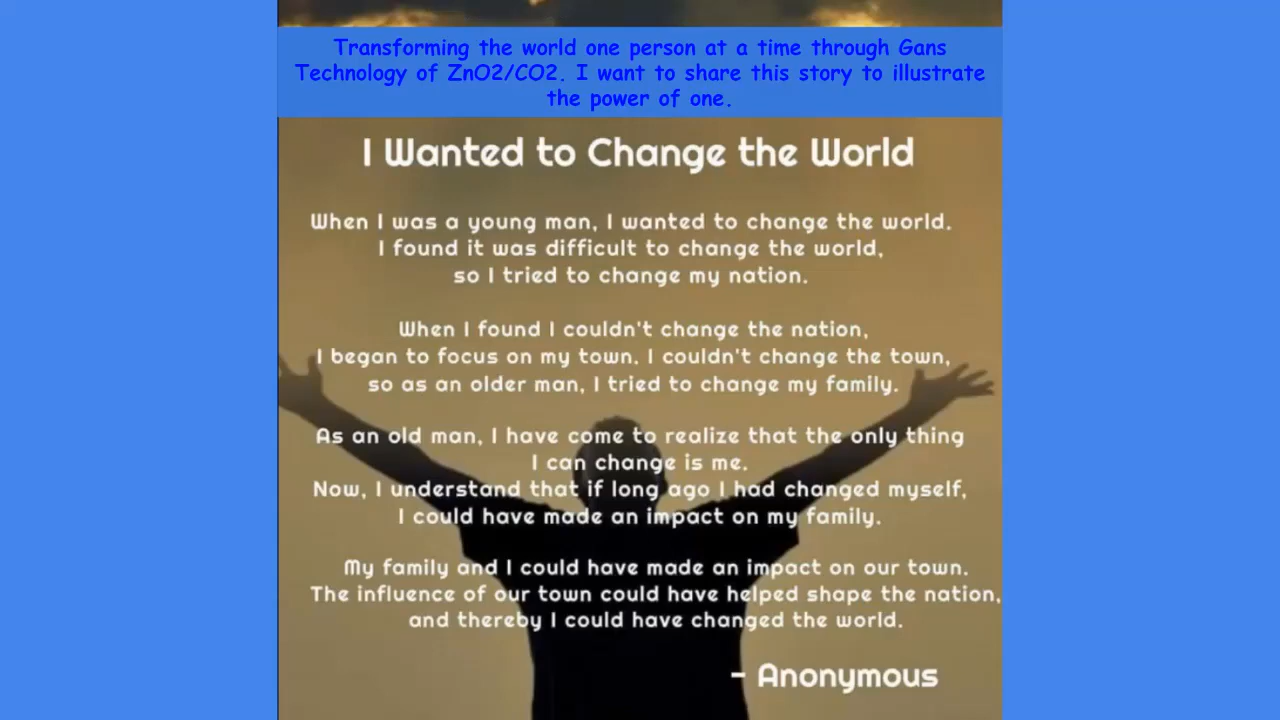 Transforming the world one person at a time through Gans
Technology of ZnO2/CO2. I want to share this story to illustrate
the power of one.
I Wanted to Change the World
When I was a young man, I wanted to change the world.
I found it was difficult to change the world,
so I tried to change my nation.
When I found I couldn't change the nation,
I began to focus on my town. I couldn't change the town,
so as an older man, I tried to change my family.
As an old man, I have come to realize that the only thing
I can change is me.
Now, I understand that if long ago I had changed myself,
I could have made an impact on my family.
My family and I could have made an impact on our town.
The influence of our town could have helped shape the nation,
and thereby I could have changed the world.
- Anonymous